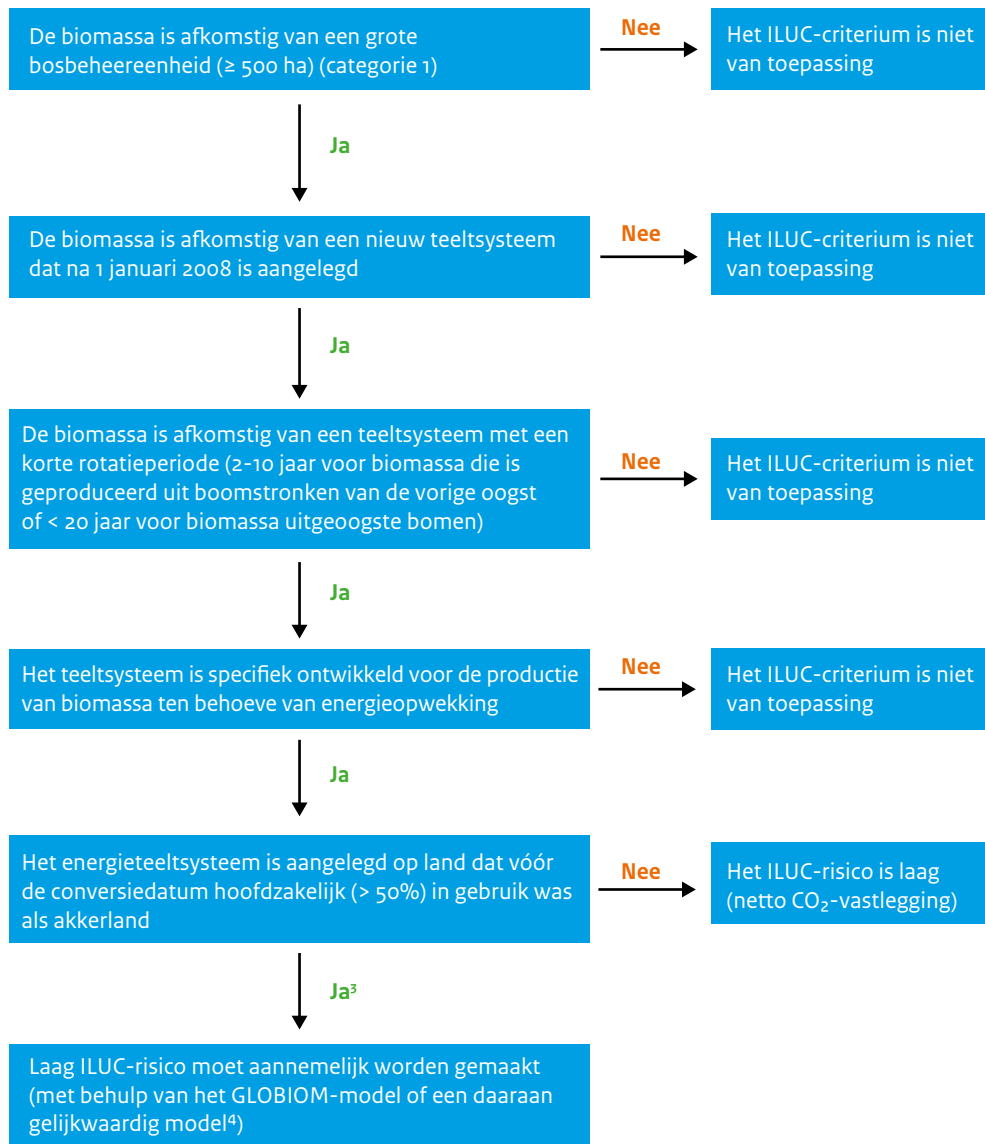 De biomassa is afkomstig van een grote
bosbeheereenheid (≥ 500 ha) (categorie 1)
Nee
Het ILUC-criterium is niet
van toepassing
Ja
De biomassa is afkomstig van een nieuw teeltsysteem
dat na 1 januari 2008 is aangelegd
Nee
Het ILUC-criterium is niet
van toepassing
Ja
De biomassa is afkomstig van een teeltsysteem met een
korte rotatieperiode (2-10 jaar voor biomassa die is
geproduceerd uit boomstronken van de vorige oogst
of < 20 jaar voor biomassa uitgeoogste bomen)
Nee
Het ILUC-criterium is niet
van toepassing
Ja
Het teeltsysteem is specifiek ontwikkeld voor de productie
van biomassa ten behoeve van energieopwekking
Nee
Het ILUC-criterium is niet
van toepassing
Ja
Het energieteeltsysteem is aangelegd op land dat vóór
de conversiedatum hoofdzakelijk (> 50%) in gebruik was
als akkerland
Nee
Het ILUC-risico is laag
(netto CO₂-vastlegging)
Ja³
Laag ILUC-risico moet aannemelijk worden gemaakt
(met behulp van het GLOBIOM-model of een daaraan
gelijkwaardig model⁴)